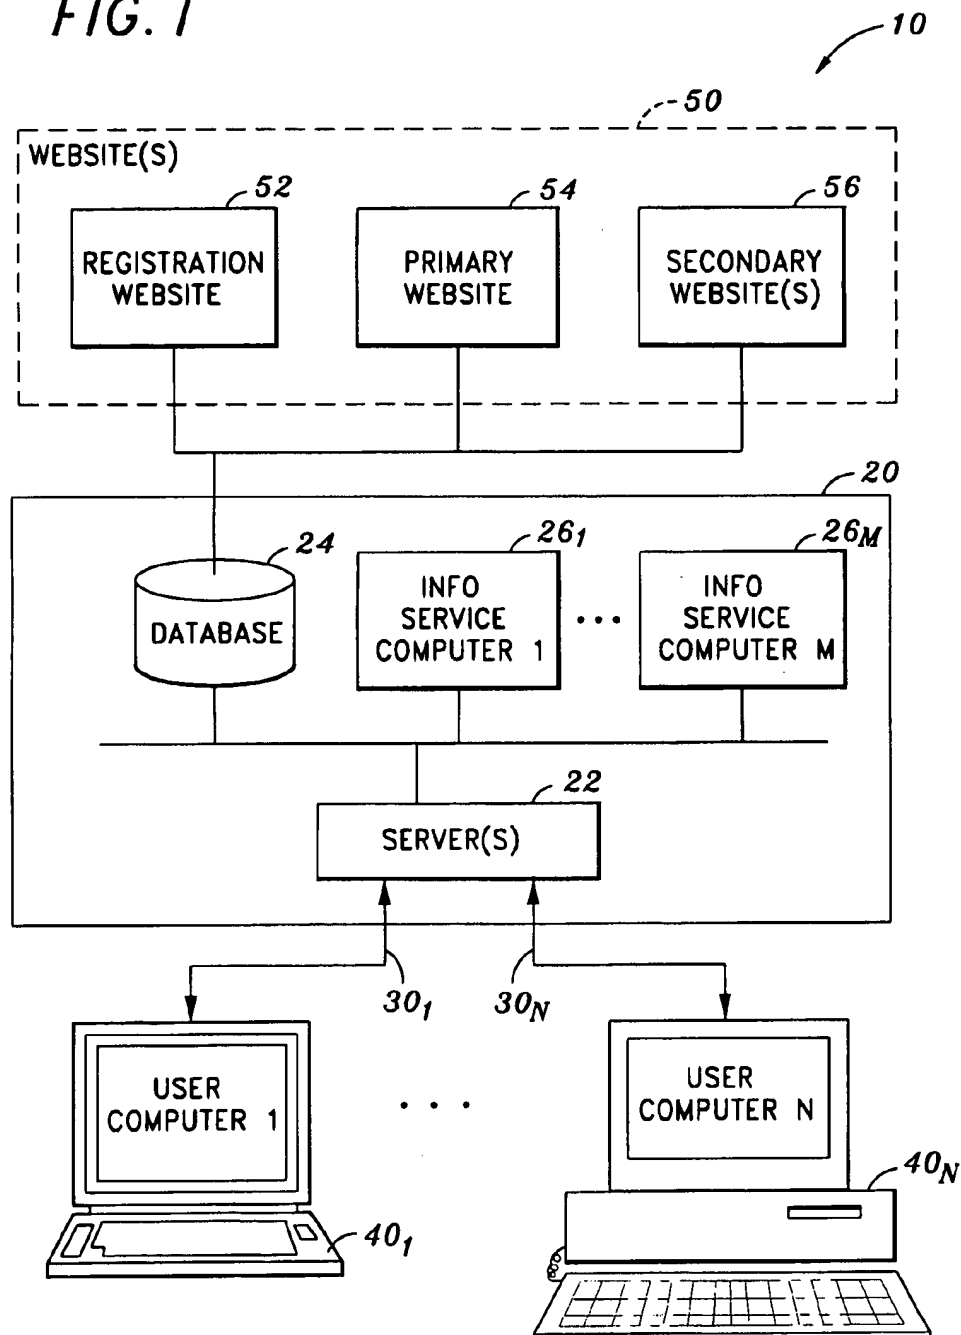 FIG. 1
10
50
WEBSITE(S)
52
54
56
REGISTRATION
WEBSITE
PRIMARY
WEBSITE
SECONDARY
WEBSITE(S)
20
24
26₁
26M
DATABASE
INFO
SERVICE
COMPUTER 1
• • •
INFO
SERVICE
COMPUTER M
22
SERVER(S)
30₁
30N
USER
COMPUTER 1
• • •
USER
COMPUTER N
40₁
40N